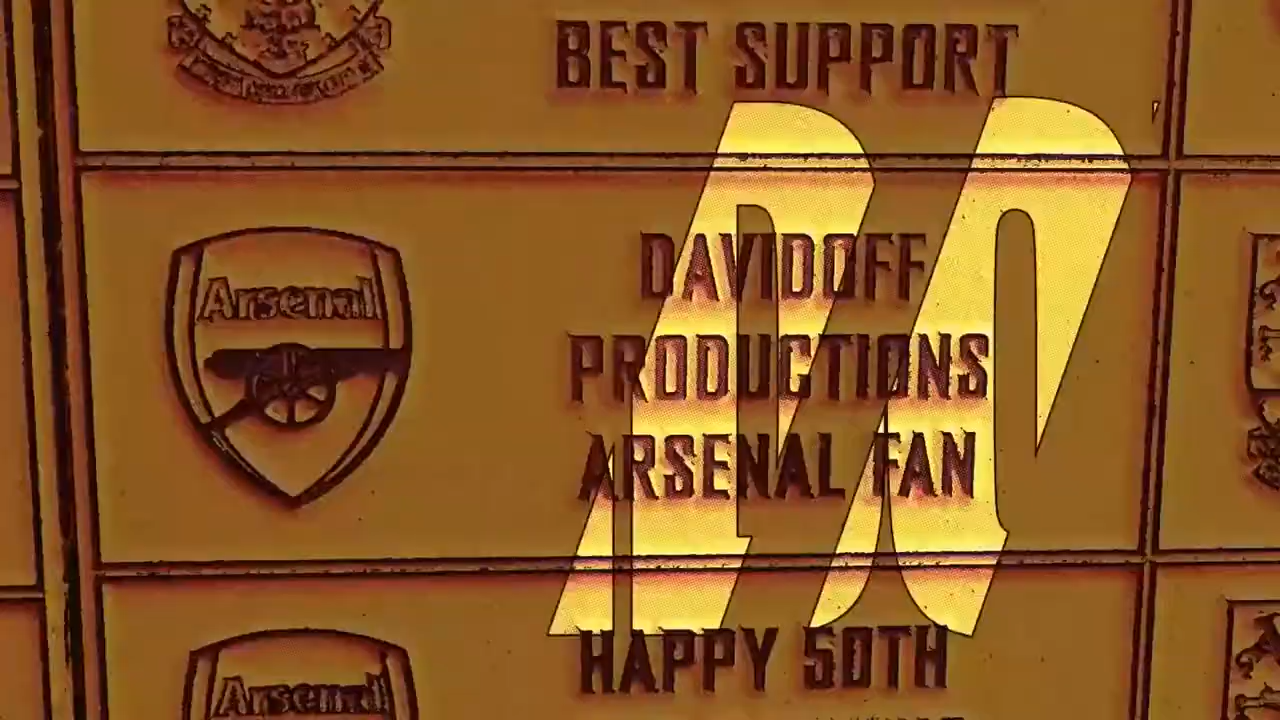 BEST SUPPORT
Arsenal
DAVIDOFF
PRODUCTIONS
ARSENAL FAN
Arsenal
HAPPY 50TH